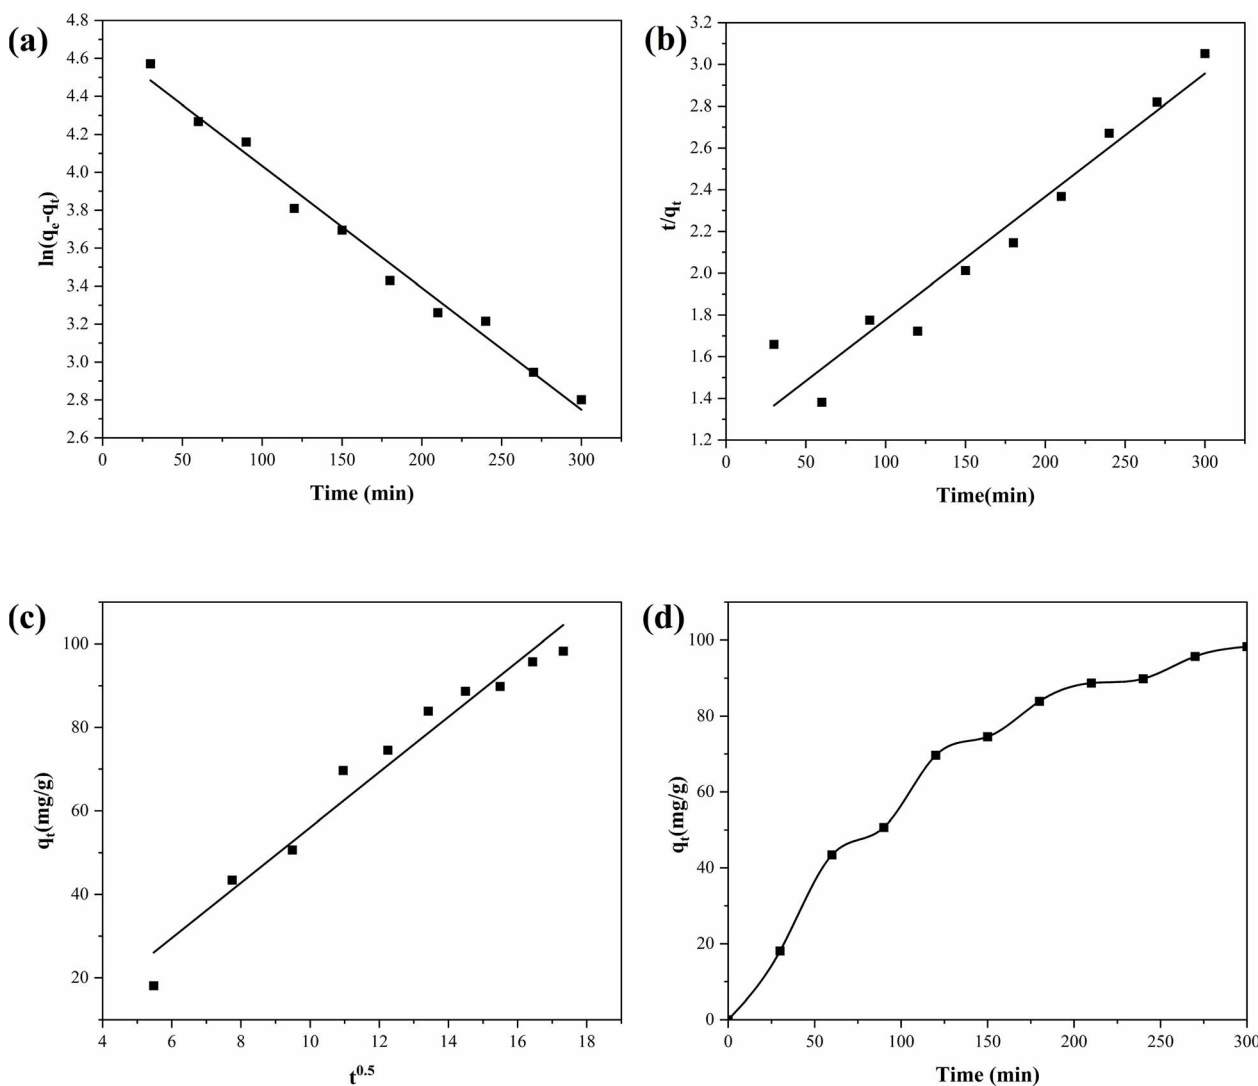 (a)
4.8
4.6
4.4
4.2
4.0
3.8
3.6
3.4
3.2
3.0
2.8
2.6
ln(qₑ-qₜ)
0 50 100 150 200 250 300
Time (min)
(b)
3.2
3.0
2.8
2.6
2.4
2.2
2.0
1.8
1.6
1.4
1.2
t/qₜ
0 50 100 150 200 250 300
Time(min)
(c)
100
80
60
40
20
qₜ(mg/g)
4 6 8 10 12 14 16 18
t⁰·⁵
(d)
100
80
60
40
20
0
qₜ(mg/g)
0 50 100 150 200 250 300
Time (min)